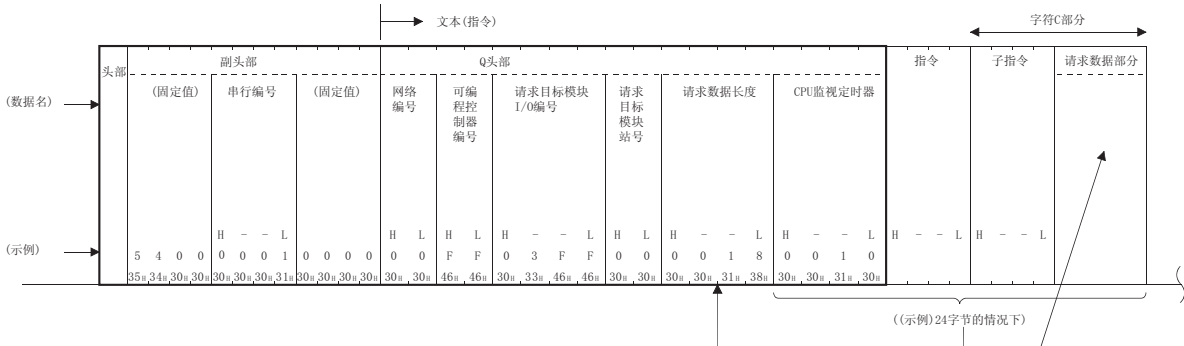 文本(指令)
字符C部分
头部
副头部
Q头部
指令
子指令
请求数据部分
(数据名)
(固定值)
串行编号
(固定值)
网络
编号
可编
程控
制器
编号
请求目标模块
I/O编号
请求
目标
模块
站号
请求数据长度
CPU监视定时器
H - - L H L H L H - - L H L H - - L H - - L H - - L H - - L
(示例)
5 4 0 0 0 0 0 1 0 0 0 0 0 0 F F 0 3 F F 0 0 0 0 1 8 0 0 1 0
35H 34H 30H 30H 30H 30H 30H 31H 30H 30H 30H 30H 30H 30H 46H 46H 30H 33H 46H 46H 30H 30H 30H 30H 31H 38H 30H 30H 31H 30H
((示例)24字节的情况下)